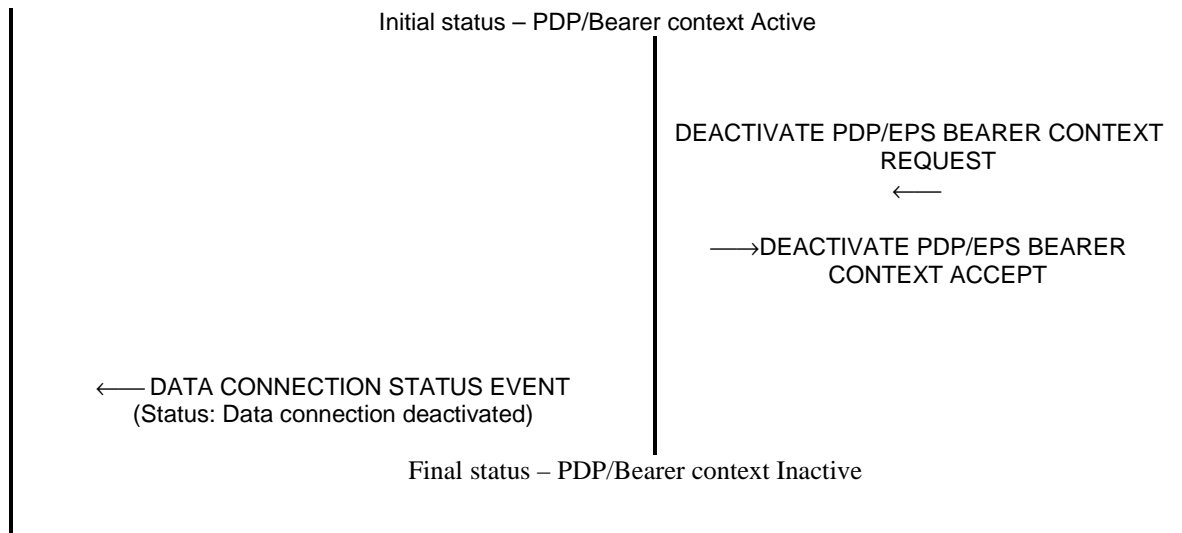 Initial status – PDP/Bearer context Active
DEACTIVATE PDP/EPS BEARER CONTEXT
REQUEST
←
→DEACTIVATE PDP/EPS BEARER
CONTEXT ACCEPT
← DATA CONNECTION STATUS EVENT
(Status: Data connection deactivated)
Final status – PDP/Bearer context Inactive